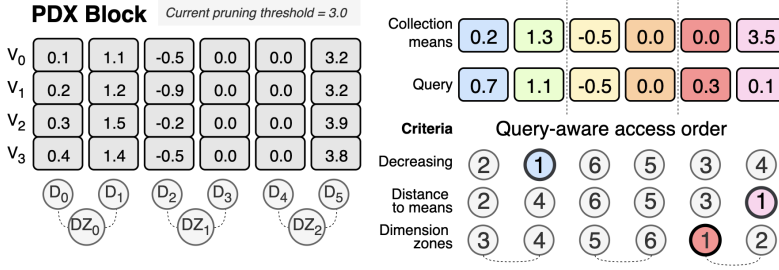 PDX Block
Current pruning threshold = 3.0
V0 0.1 1.1 -0.5 0.0 0.0 3.2
V1 0.2 1.2 -0.9 0.0 0.0 3.2
V2 0.3 1.5 -0.2 0.0 0.0 3.9
V3 0.4 1.4 -0.5 0.0 0.0 3.8
D0 D1 D2 D3 D4 D5
DZ0 DZ1 DZ2
Collection means 0.2 1.3 -0.5 0.0 0.0 3.5
Query 0.7 1.1 -0.5 0.0 0.3 0.1
Criteria Query-aware access order
Decreasing 2 1 6 5 3 4
Distance to means 2 4 6 5 3 1
Dimension zones 3 4 5 6 1 2